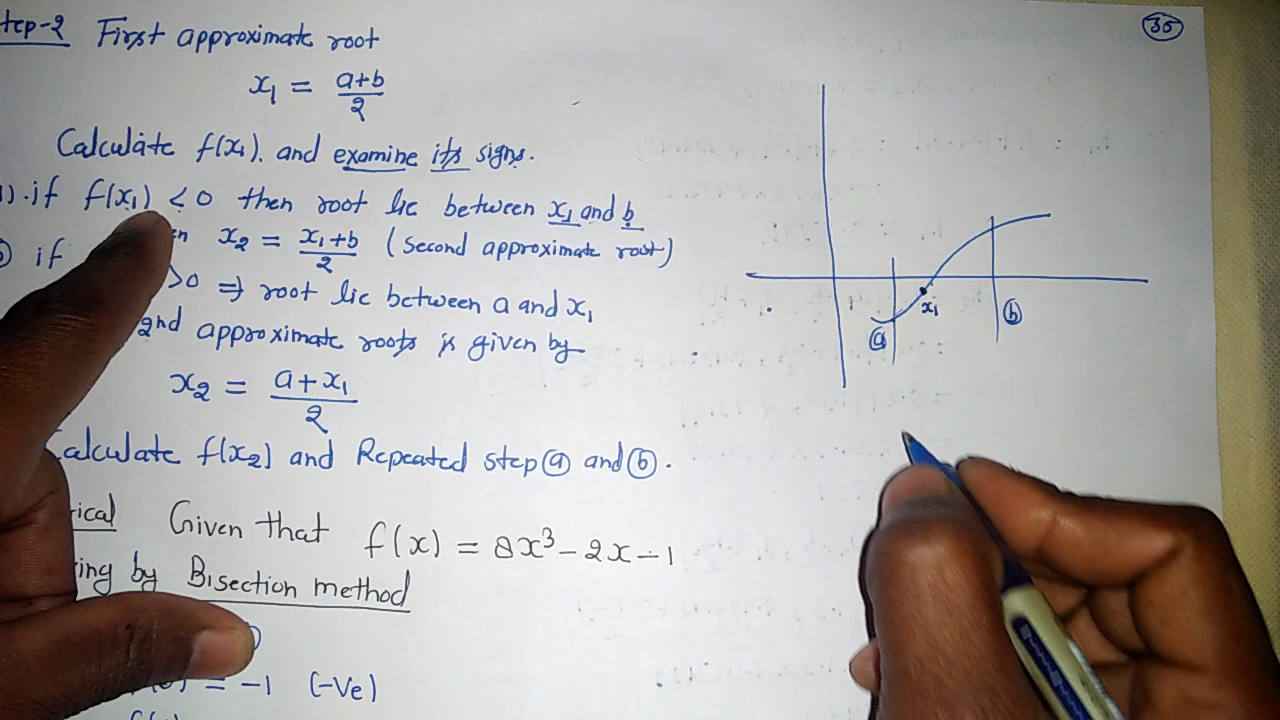 tep-2 First approximate root
35
x₁ = (a+b)/2
Calculate f(x₁). and examine its signs.
). if f(x₁) < 0 then root lie between x₁ and b
if x₂ = (x₁+b)/2 (second approximate root)
>0 ⇒ root lie between a and x₁
2nd approximate roots is given by
x₂ = (a+x₁)/2
Calculate f(x₂) and Repeated step ⓐ and ⓑ.
ical Given that f(x) = 8x³-2x-1
ing by Bisection method
= -1 (-Ve)
x₁
ⓐ
ⓑ